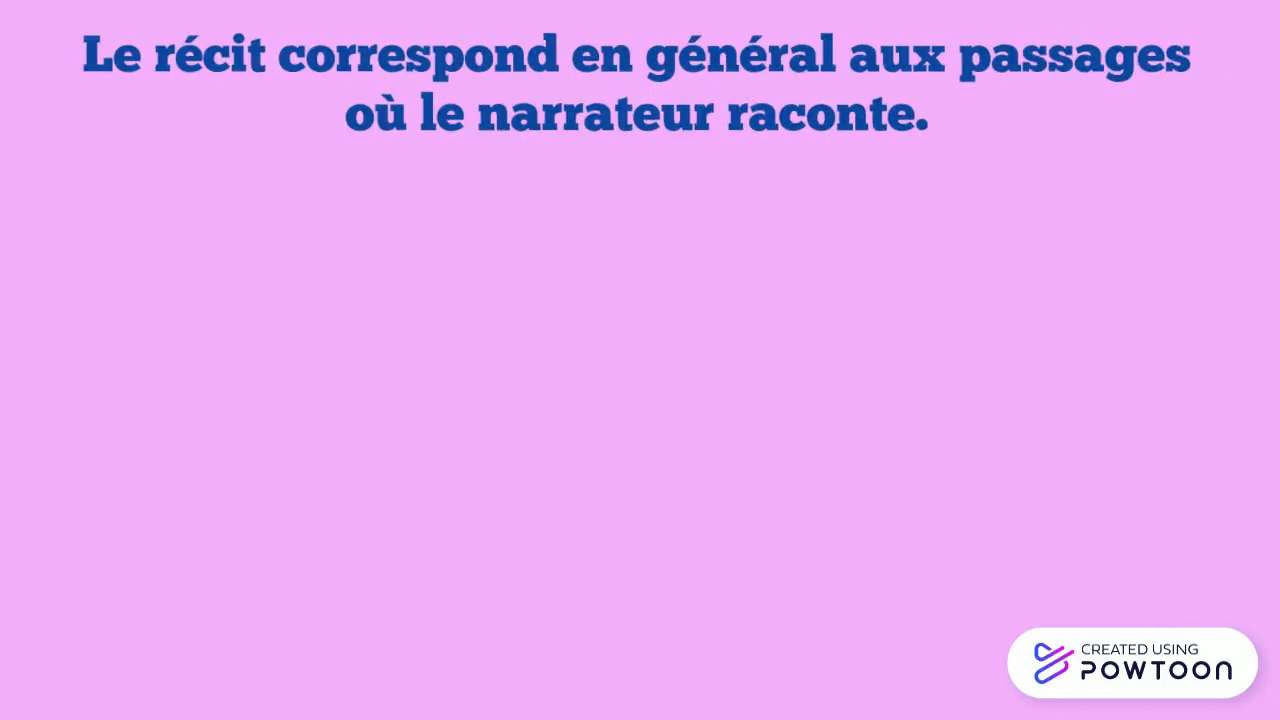 Le récit correspond en général aux passages
où le narrateur raconte.
CREATED USING
POWTOON